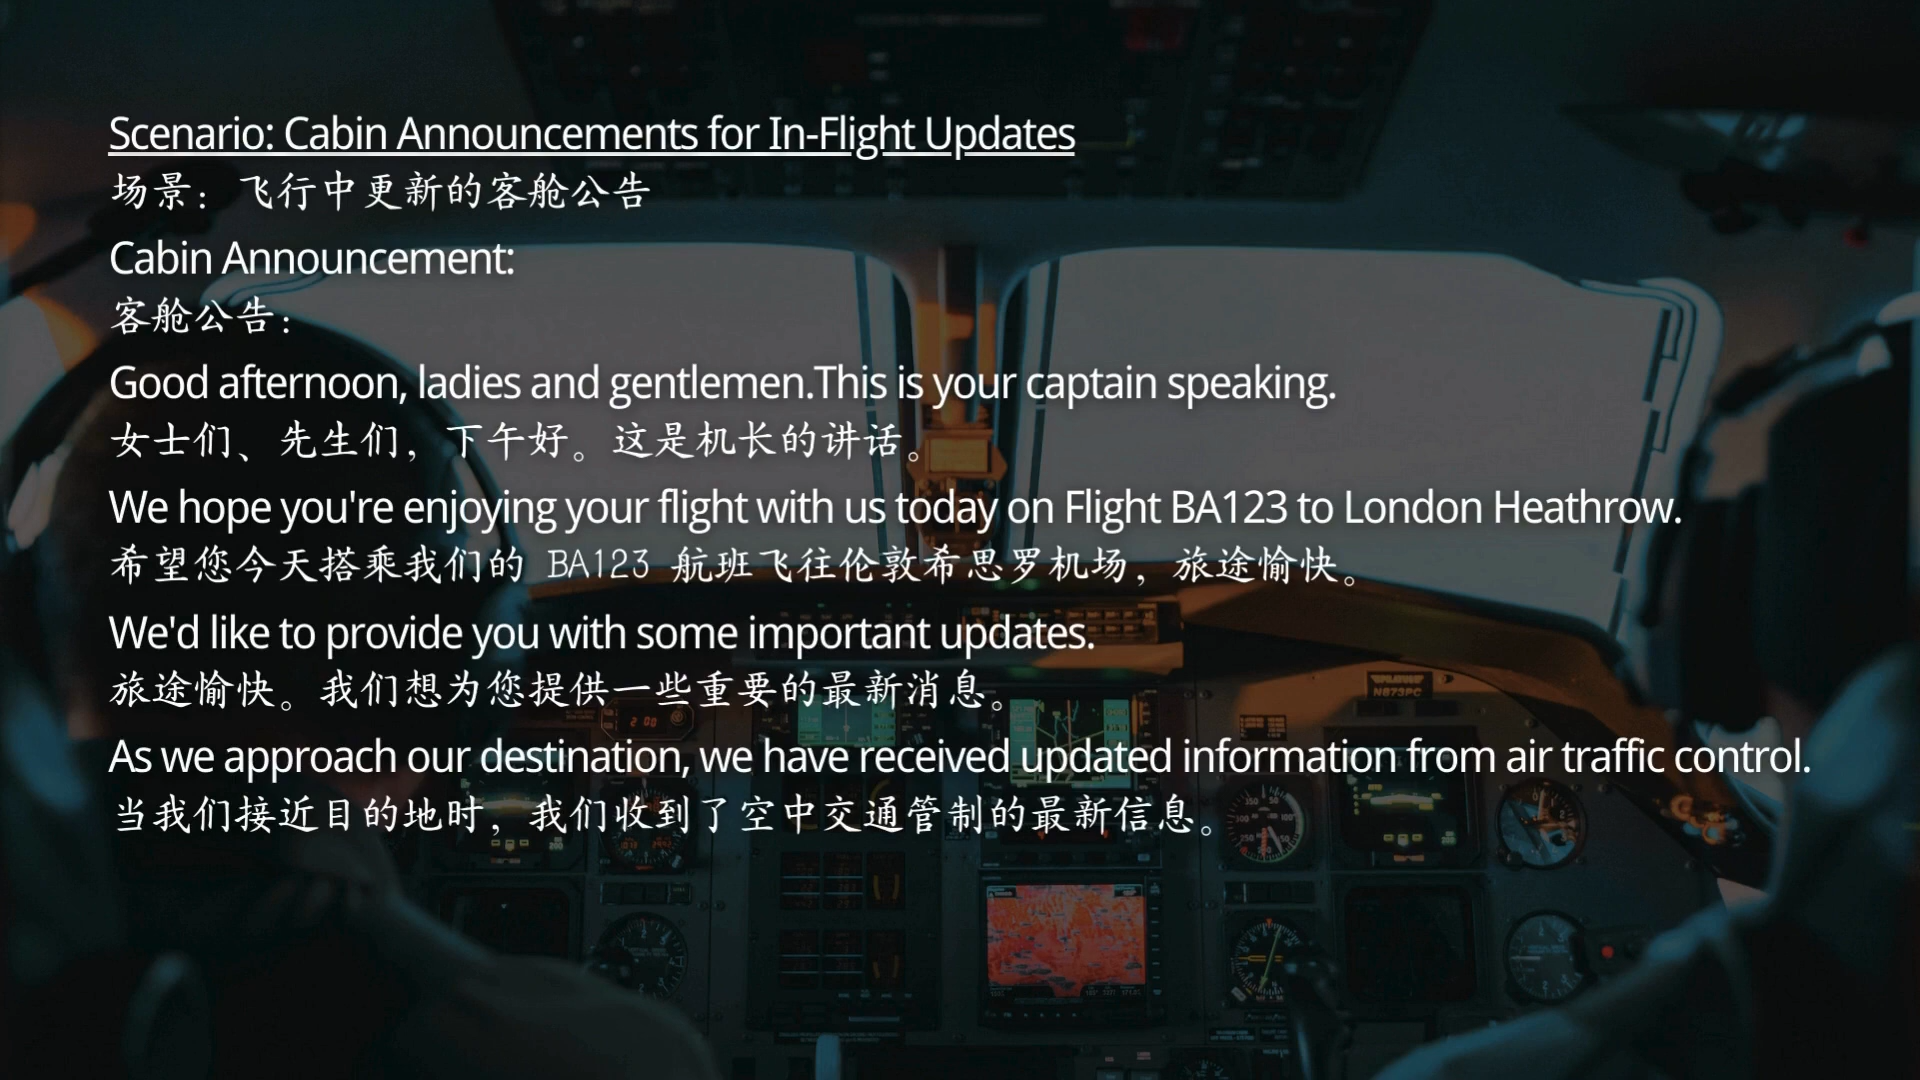 Scenario: Cabin Announcements for In-Flight Updates
场景：飞行中更新的客舱公告
Cabin Announcement:
客舱公告：
Good afternoon, ladies and gentlemen.This is your captain speaking.
女士们、先生们，下午好。这是机长的讲话。
We hope you're enjoying your flight with us today on Flight BA123 to London Heathrow.
希望您今天搭乘我们的 BA123 航班飞往伦敦希思罗机场，旅途愉快。
We'd like to provide you with some important updates.
旅途愉快。我们想为您提供一些重要的最新消息。
N873PC
As we approach our destination, we have received updated information from air traffic control.
当我们接近目的地时，我们收到了空中交通管制的最新信息。